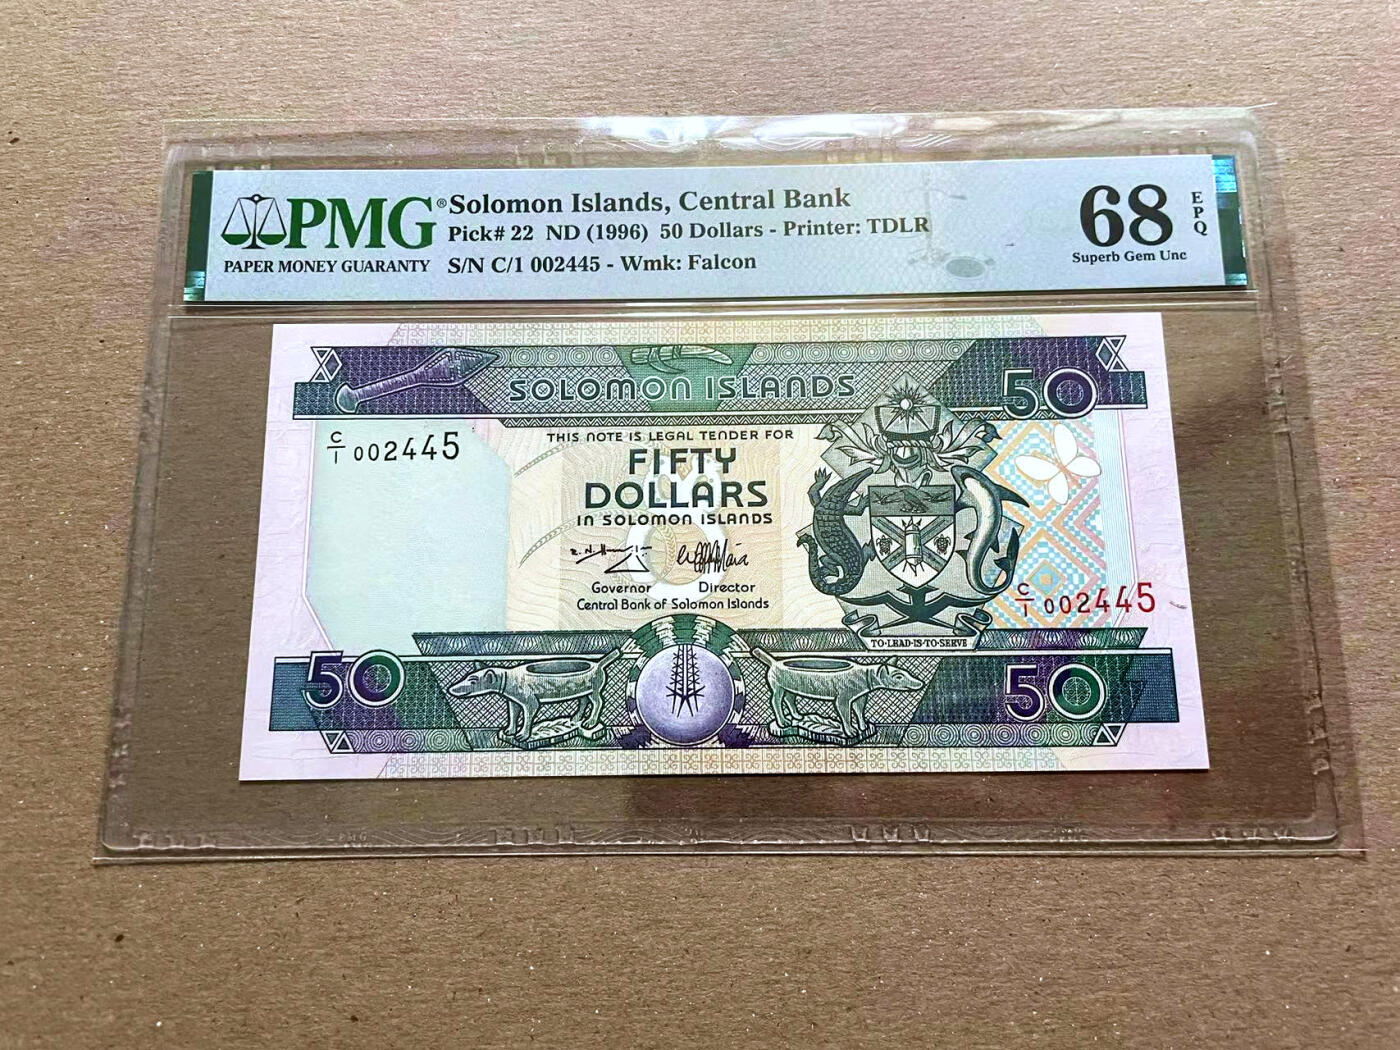 PMG®
PAPER MONEY GUARANTY
Solomon Islands, Central Bank
Pick# 22 ND (1996) 50 Dollars - Printer: TDLR
S/N C/1 002445 - Wmk: Falcon
68
EPQ
Superb Gem Unc
SOLOMON ISLANDS
50
C/1 002445
THIS NOTE IS LEGAL TENDER FOR
FIFTY
DOLLARS
IN SOLOMON ISLANDS
Governor Director
Central Bank of Solomon Islands
C/1 002445
TO·LEAD·IS·TO·SERVE
50
50